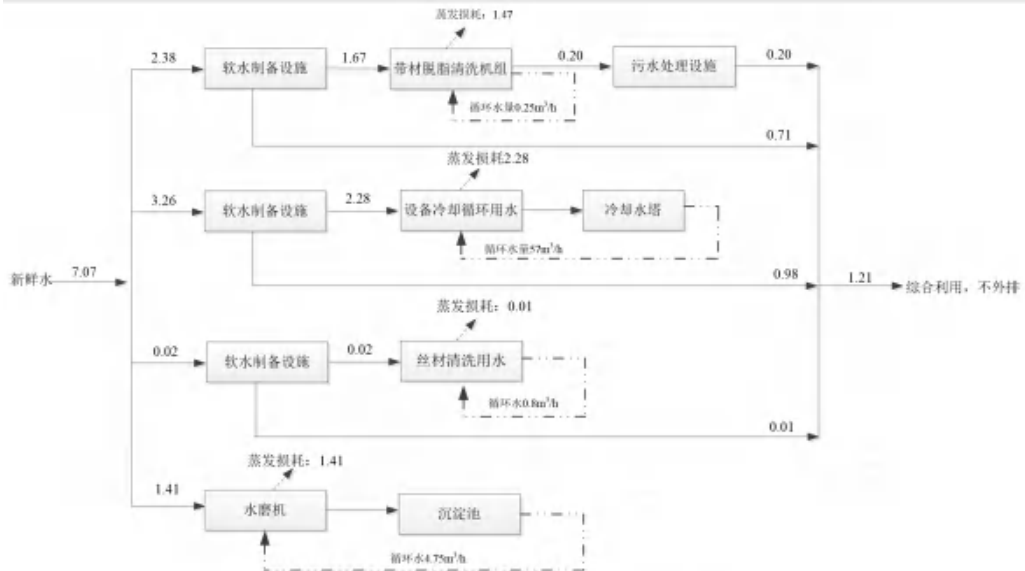 蒸发损耗：1.47
2.38
软水制备设施
1.67
带材脱脂清洗机组
0.20
污水处理设施
0.20
循环水量0.25m³/h
0.71
蒸发损耗2.28
3.26
软水制备设施
2.28
设备冷却循环用水
冷却水塔
循环水量57m³/h
新鲜水
7.07
0.98
1.21
综合利用，不外排
蒸发损耗：0.01
0.02
软水制备设施
0.02
丝材清洗用水
循环水0.8m³/h
0.01
蒸发损耗：1.41
1.41
水磨机
沉淀池
循环水4.75m³/h